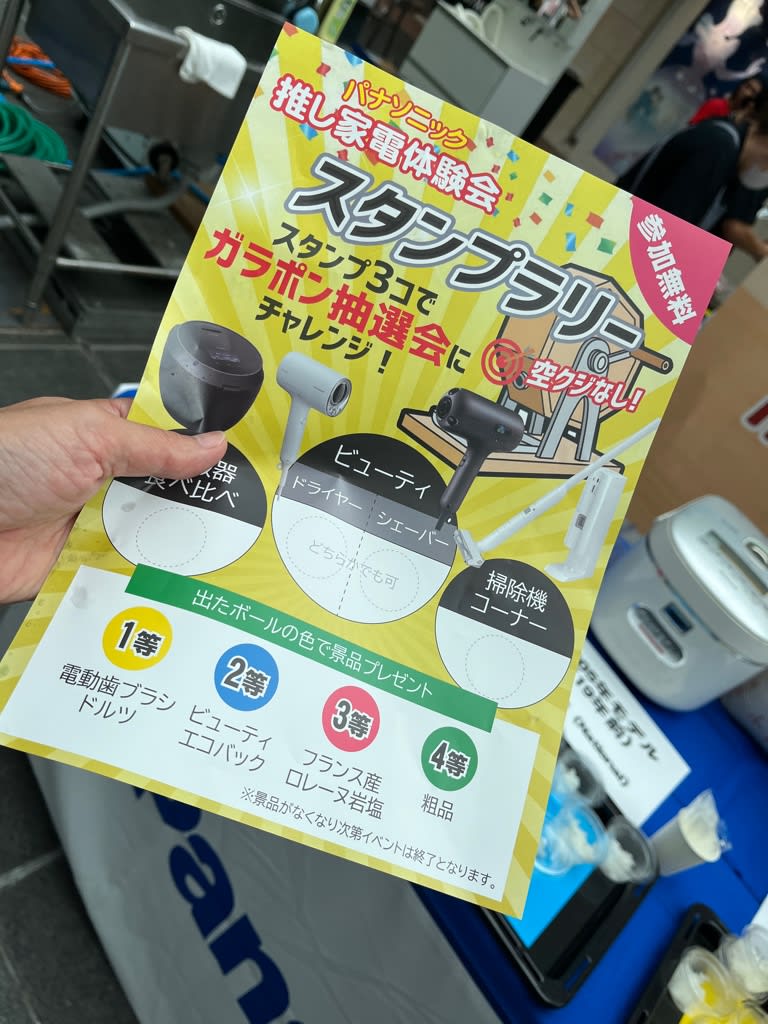 パナソニック
推し家電体験会
スタンプラリー
参加無料
スタンプ3コで
ガラポン抽選会に
チャレンジ！
空クジなし！
食べ比べ
ビューティ
ドライヤー
シェーバー
どちらかでも可
掃除機
コーナー
出たボールの色で景品プレゼント
1等
電動歯ブラシ
ドルツ
2等
ビューティ
エコバック
3等
フランス産
ロレーヌ岩塩
4等
粗品
※景品がなくなり次第イベントは終了となります。
年モデル
(National)